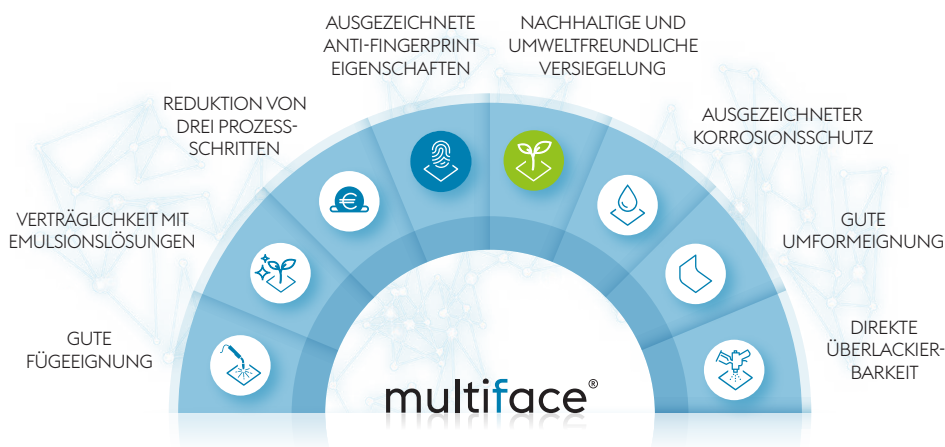 AUSGEZEICHNETE
ANTI-FINGERPRINT
EIGENSCHAFTEN
NACHHALTIGE UND
UMWELTFREUNDLICHE
VERSIEGELUNG
REDUKTION VON
DREI PROZESS-
SCHRITTEN
AUSGEZEICHNETER
KORROSIONSSCHUTZ
VERTRÄGLICHKEIT MIT
EMULSIONSLÖSUNGEN
GUTE
UMFORMEIGNUNG
GUTE
FÜGEEIGNUNG
DIREKTE
ÜBERLACKIER-
BARKEIT
€
multiface®